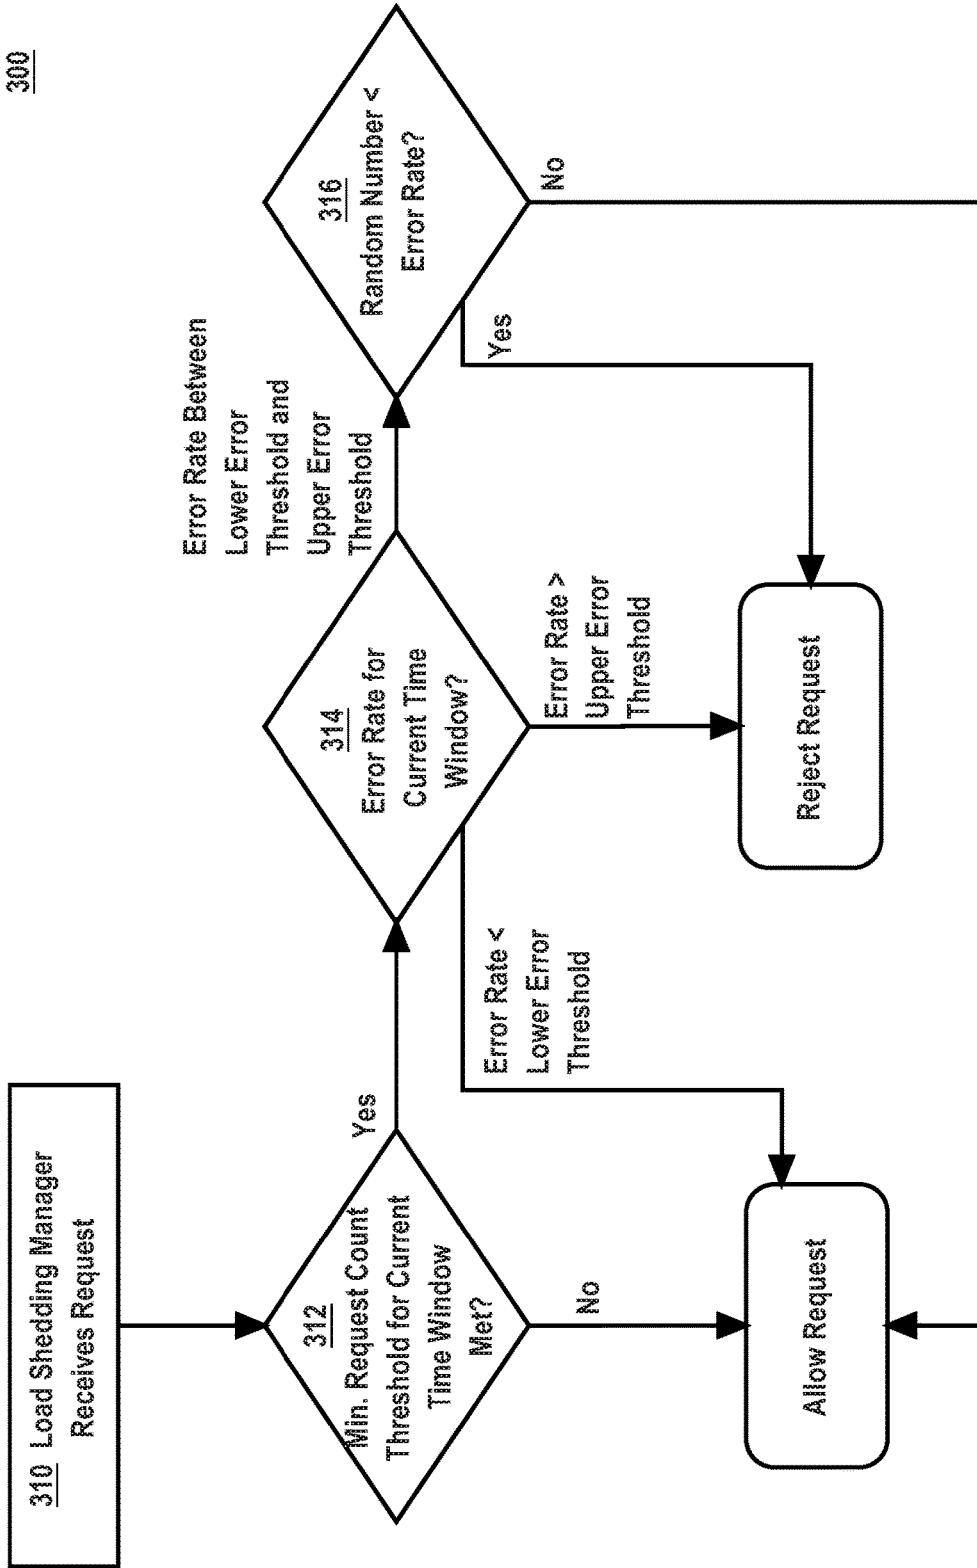 300
310 Load Shedding Manager
Receives Request
312
Min. Request Count
Threshold for Current
Time Window
Met?
Yes
No
314
Error Rate for
Current Time
Window?
Error Rate <
Lower Error
Threshold
Error Rate >
Upper Error
Threshold
Error Rate Between
Lower Error
Threshold and
Upper Error
Threshold
316
Random Number <
Error Rate?
Yes
No
Allow Request
Reject Request